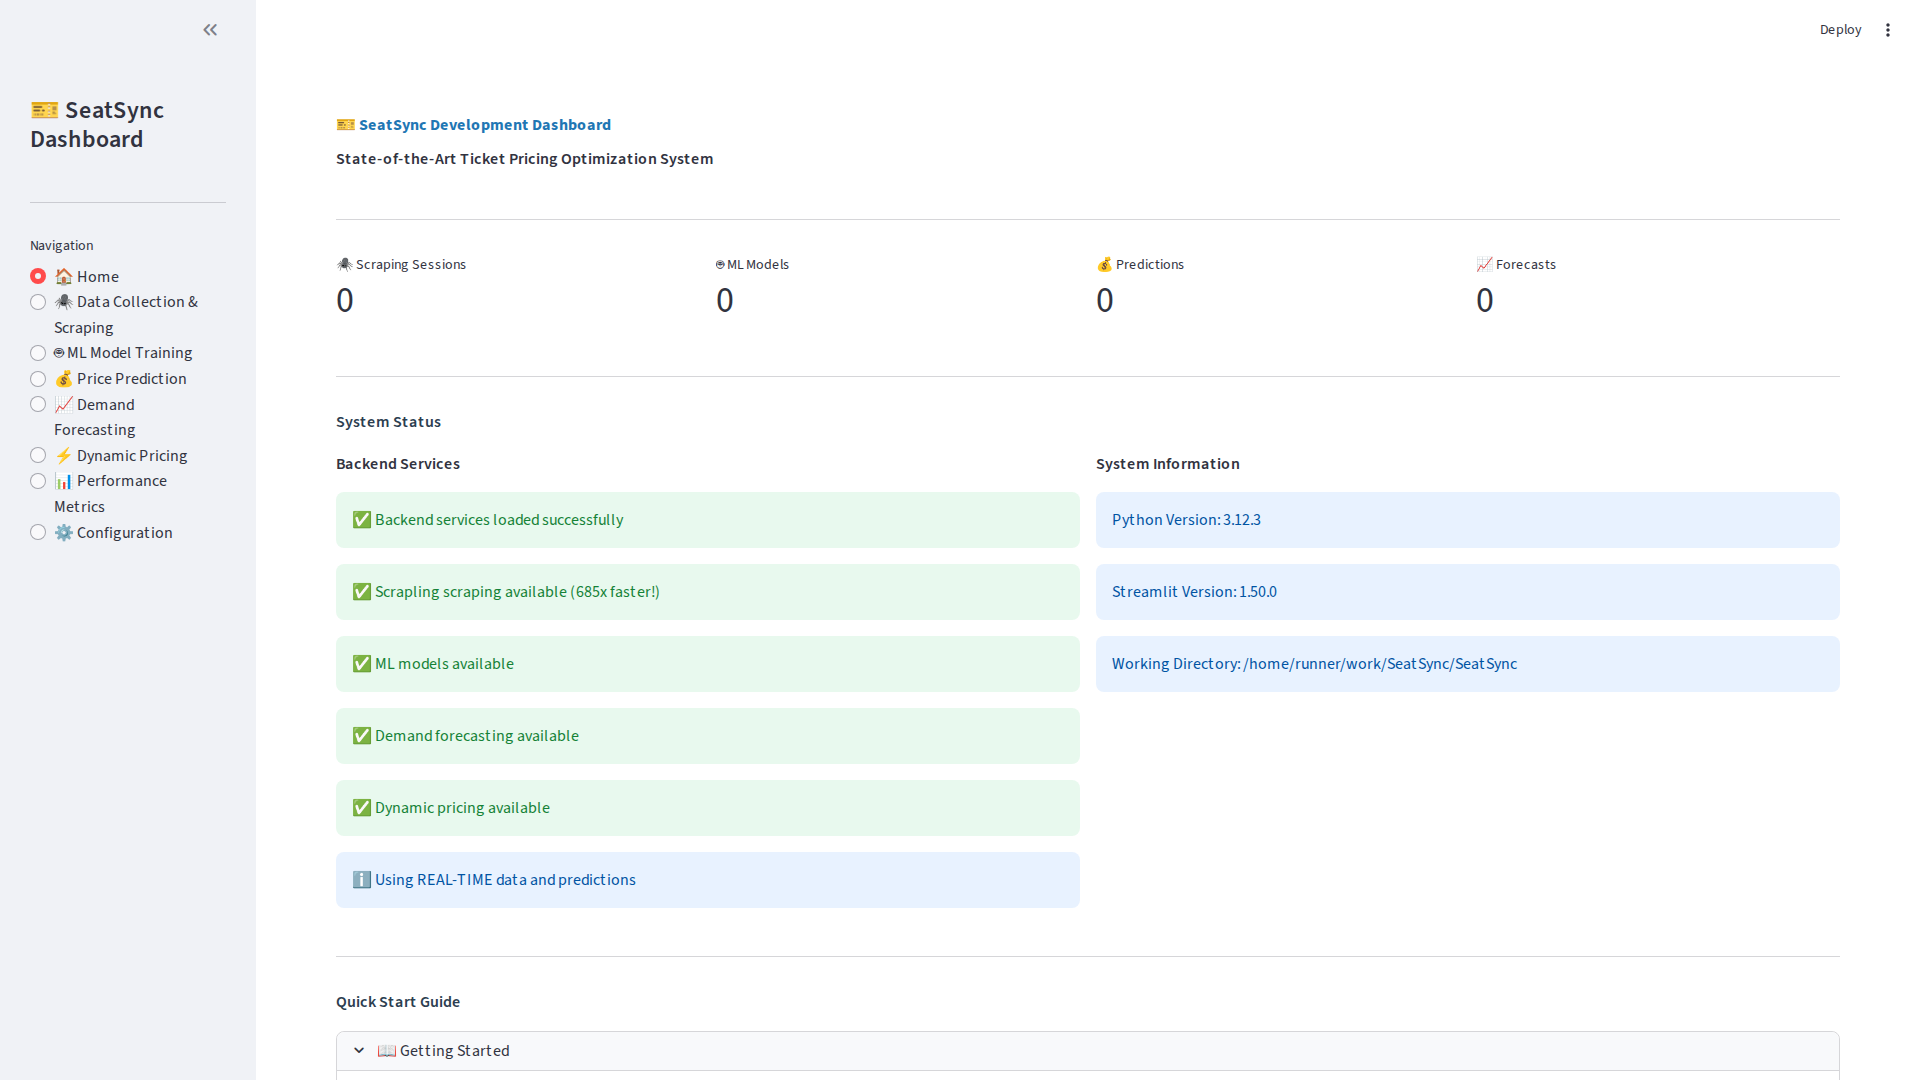 Deploy
🎫 SeatSync
Dashboard
Navigation
🏠 Home
🕷️ Data Collection &
Scraping
🤖 ML Model Training
💰 Price Prediction
📈 Demand
Forecasting
⚡ Dynamic Pricing
📊 Performance
Metrics
⚙️ Configuration
🎫 SeatSync Development Dashboard
State-of-the-Art Ticket Pricing Optimization System
🕷️ Scraping Sessions
0
🤖 ML Models
0
💰 Predictions
0
📈 Forecasts
0
System Status
Backend Services
✅ Backend services loaded successfully
✅ Scrapling scraping available (685x faster!)
✅ ML models available
✅ Demand forecasting available
✅ Dynamic pricing available
ℹ️ Using REAL-TIME data and predictions
System Information
Python Version: 3.12.3
Streamlit Version: 1.50.0
Working Directory: /home/runner/work/SeatSync/SeatSync
Quick Start Guide
📖 Getting Started